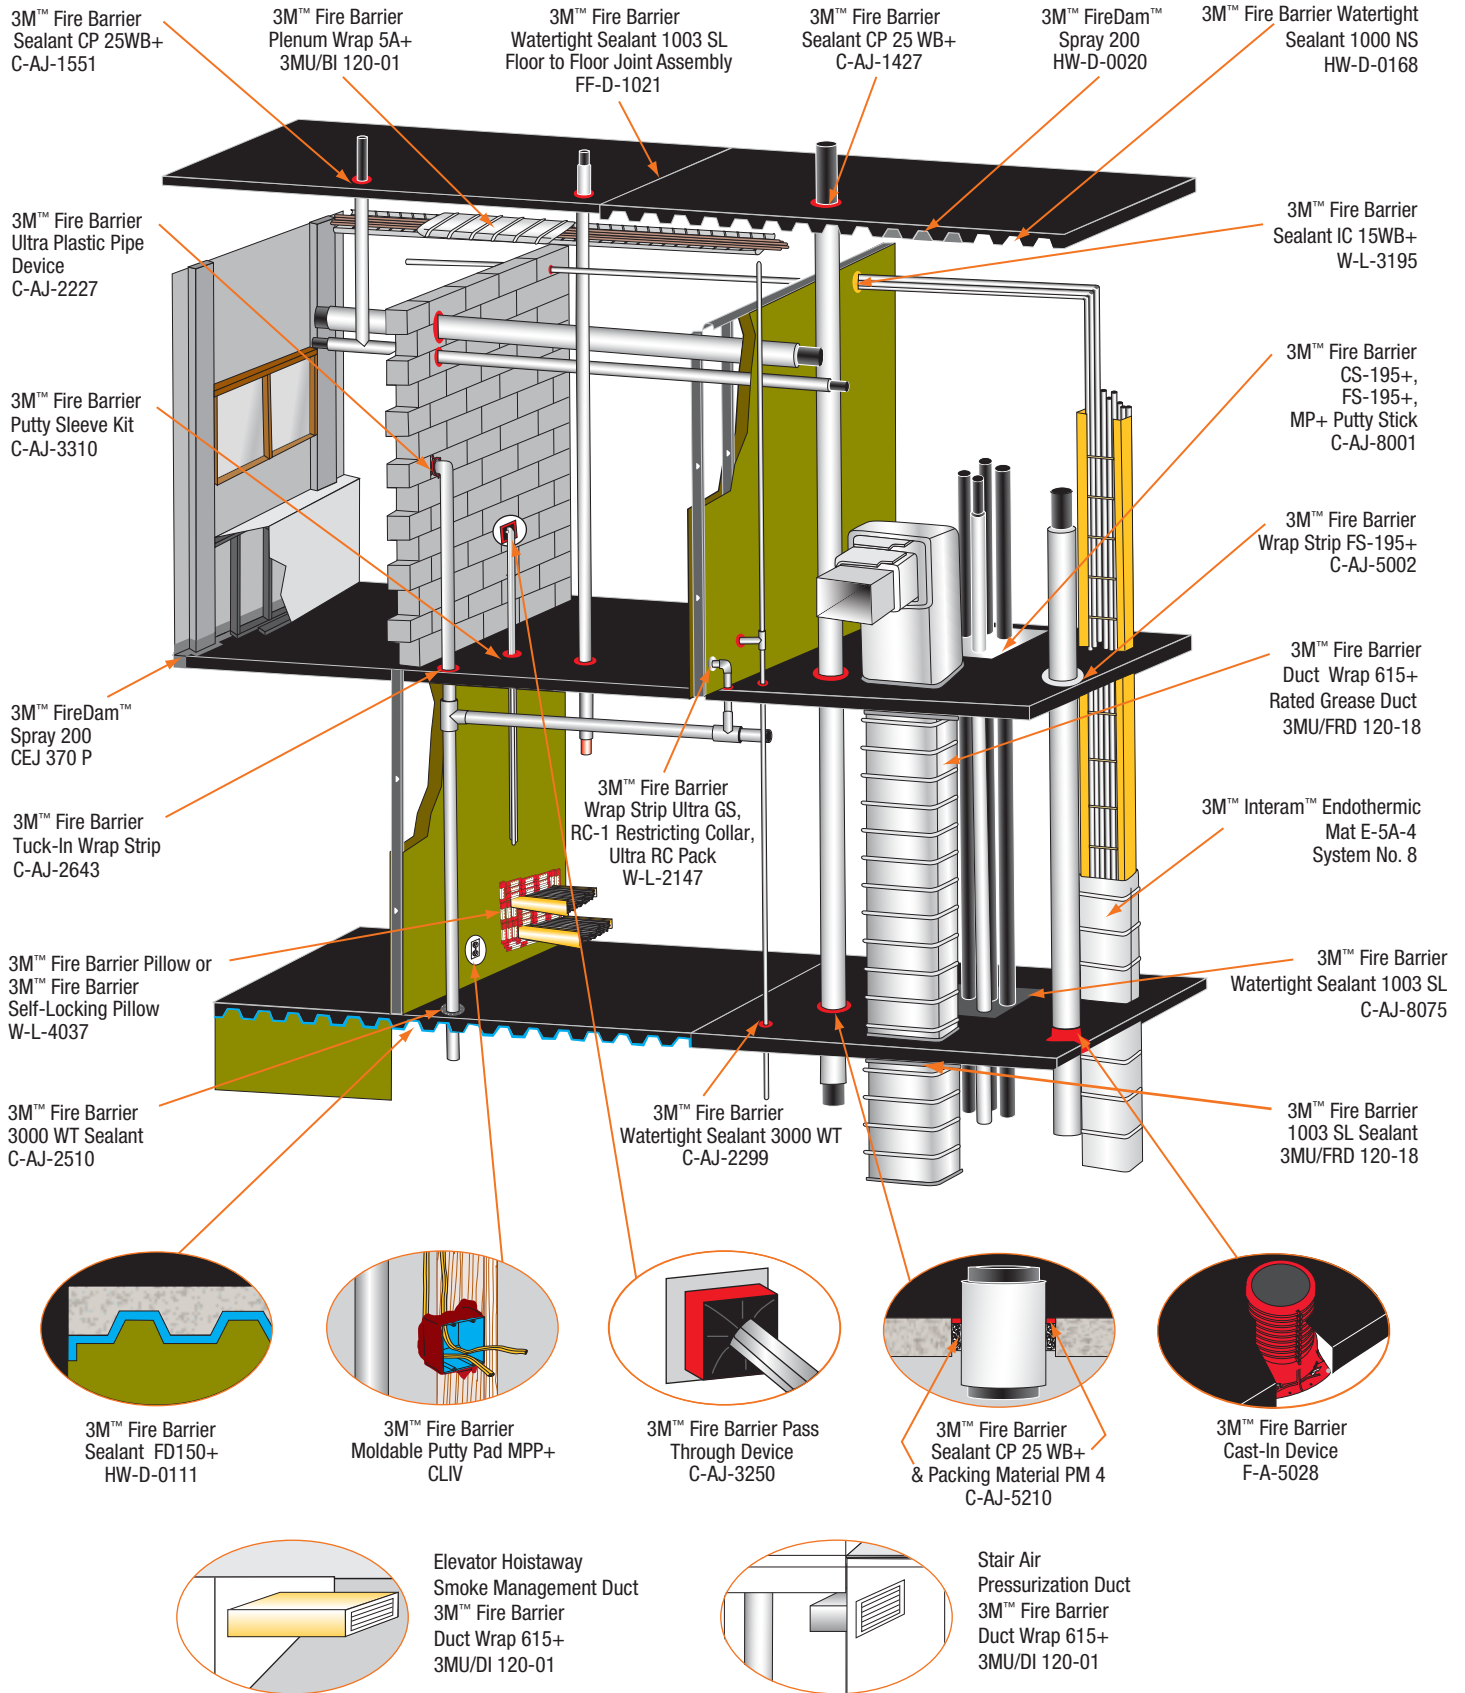 3M™ Fire Barrier
Sealant CP 25WB+
C-AJ-1551
3M™ Fire Barrier
Plenum Wrap 5A+
3MU/BI 120-01
3M™ Fire Barrier
Watertight Sealant 1003 SL
Floor to Floor Joint Assembly
FF-D-1021
3M™ Fire Barrier
Sealant CP 25 WB+
C-AJ-1427
3M™ FireDam™
Spray 200
HW-D-0020
3M™ Fire Barrier Watertight
Sealant 1000 NS
HW-D-0168
3M™ Fire Barrier
Ultra Plastic Pipe
Device
C-AJ-2227
3M™ Fire Barrier
Sealant IC 15WB+
W-L-3195
3M™ Fire Barrier
Putty Sleeve Kit
C-AJ-3310
3M™ Fire Barrier
CS-195+,
FS-195+,
MP+ Putty Stick
C-AJ-8001
3M™ Fire Barrier
Wrap Strip FS-195+
C-AJ-5002
3M™ Fire Barrier
Duct Wrap 615+
Rated Grease Duct
3MU/FRD 120-18
3M™ FireDam™
Spray 200
CEJ 370 P
3M™ Fire Barrier
Tuck-In Wrap Strip
C-AJ-2643
3M™ Fire Barrier
Wrap Strip Ultra GS,
RC-1 Restricting Collar,
Ultra RC Pack
W-L-2147
3M™ Interam™ Endothermic
Mat E-5A-4
System No. 8
3M™ Fire Barrier Pillow or
3M™ Fire Barrier
Self-Locking Pillow
W-L-4037
3M™ Fire Barrier
Watertight Sealant 1003 SL
C-AJ-8075
3M™ Fire Barrier
3000 WT Sealant
C-AJ-2510
3M™ Fire Barrier
Watertight Sealant 3000 WT
C-AJ-2299
3M™ Fire Barrier
1003 SL Sealant
3MU/FRD 120-18
3M™ Fire Barrier
Sealant FD150+
HW-D-0111
3M™ Fire Barrier
Moldable Putty Pad MPP+
CLIV
3M™ Fire Barrier Pass
Through Device
C-AJ-3250
3M™ Fire Barrier
Sealant CP 25 WB+
& Packing Material PM 4
C-AJ-5210
3M™ Fire Barrier
Cast-In Device
F-A-5028
Elevator Hoistaway
Smoke Management Duct
3M™ Fire Barrier
Duct Wrap 615+
3MU/DI 120-01
Stair Air
Pressurization Duct
3M™ Fire Barrier
Duct Wrap 615+
3MU/DI 120-01